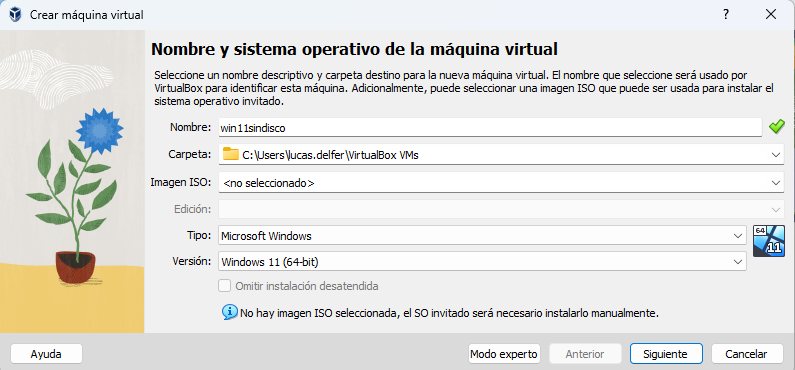 Crear máquina virtual
Nombre y sistema operativo de la máquina virtual
Seleccione un nombre descriptivo y carpeta destino para la nueva máquina virtual. El nombre que seleccione será usado por
VirtualBox para identificar esta máquina. Adicionalmente, puede seleccionar una imagen ISO que puede ser usada para instalar el
sistema operativo invitado.
Nombre: win11sindisco
Carpeta: C:\Users\lucas.delfer\VirtualBox VMs
Imagen ISO: <no seleccionado>
Edición:
Tipo: Microsoft Windows
64
11
Versión: Windows 11 (64-bit)
Omitir instalación desatendida
No hay imagen ISO seleccionada, el SO invitado será necesario instalarlo manualmente.
Ayuda Modo experto Anterior Siguiente Cancelar